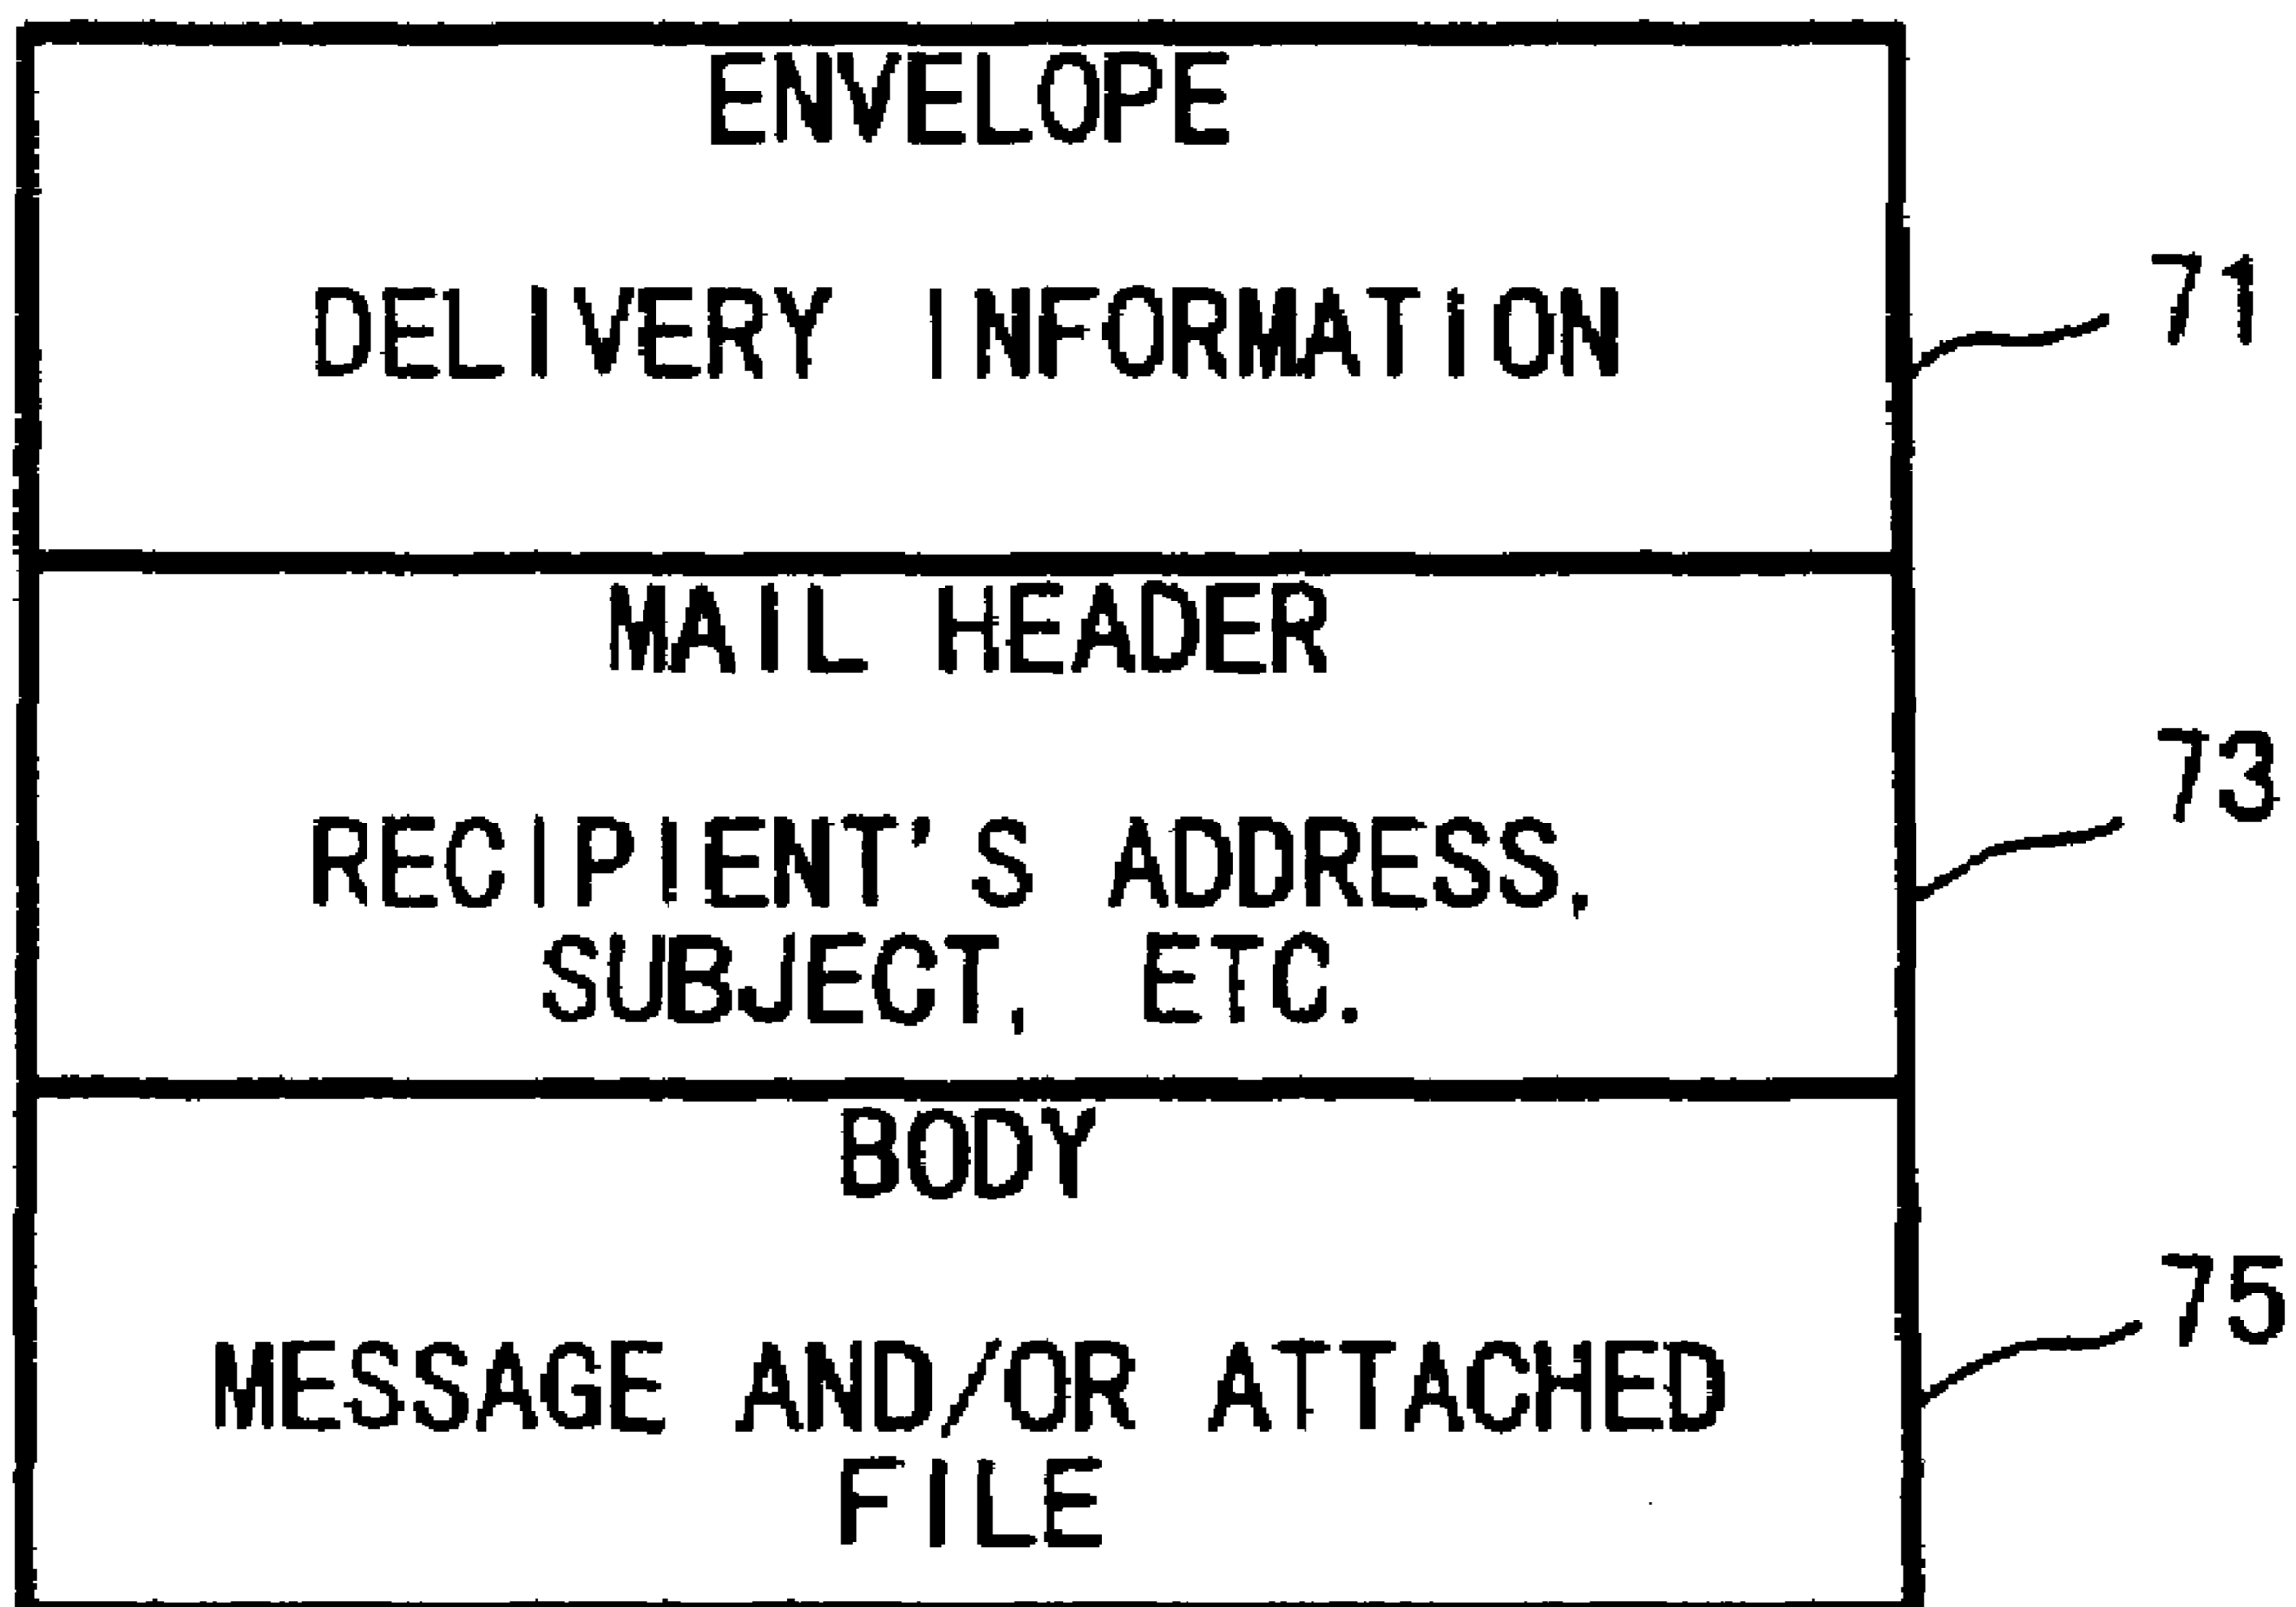 ENVELOPE
DELIVERY INFORMATION
71
MAIL HEADER
73
RECIPIENT'S ADDRESS,
SUBJECT, ETC.
BODY
75
MESSAGE AND/OR ATTACHED
FILE